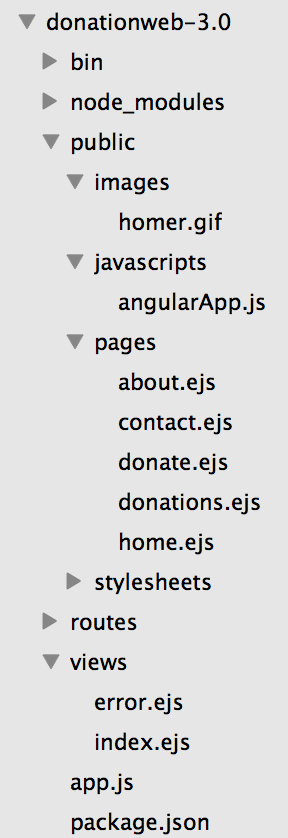 donationweb-3.0
bin
node_modules
public
images
homer.gif
javascripts
angularApp.js
pages
about.ejs
contact.ejs
donate.ejs
donations.ejs
home.ejs
stylesheets
routes
views
error.ejs
index.ejs
app.js
package.json